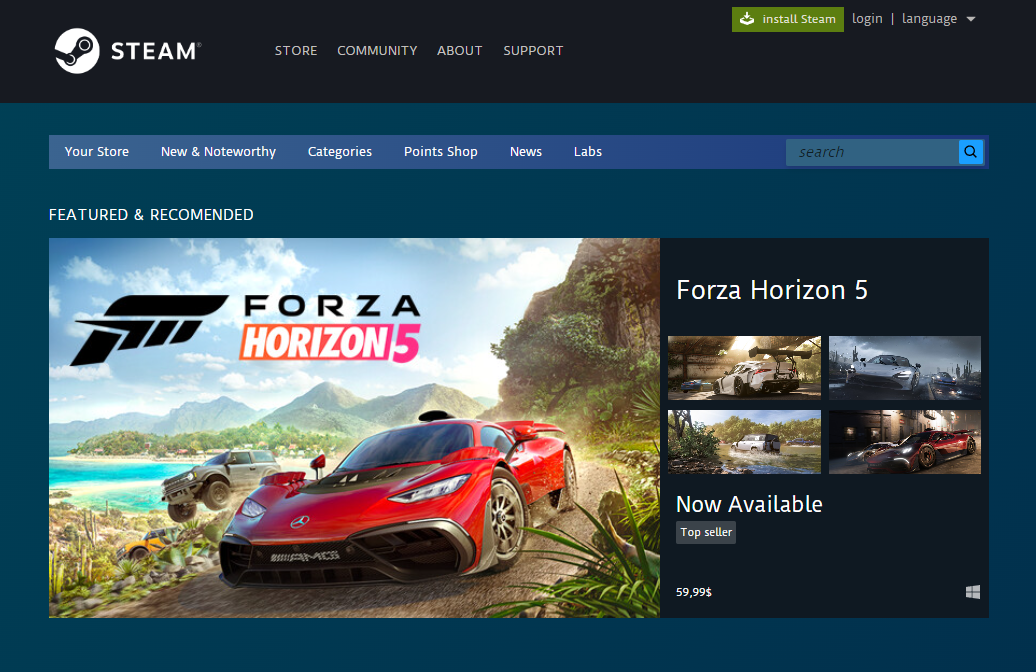 install Steam login | language
STEAM®
STORE COMMUNITY ABOUT SUPPORT
Your Store New & Noteworthy Categories Points Shop News Labs search
FEATURED & RECOMENDED
FORZA
HORIZON 5
AMG
Forza Horizon 5
Now Available
Top seller
59,99$